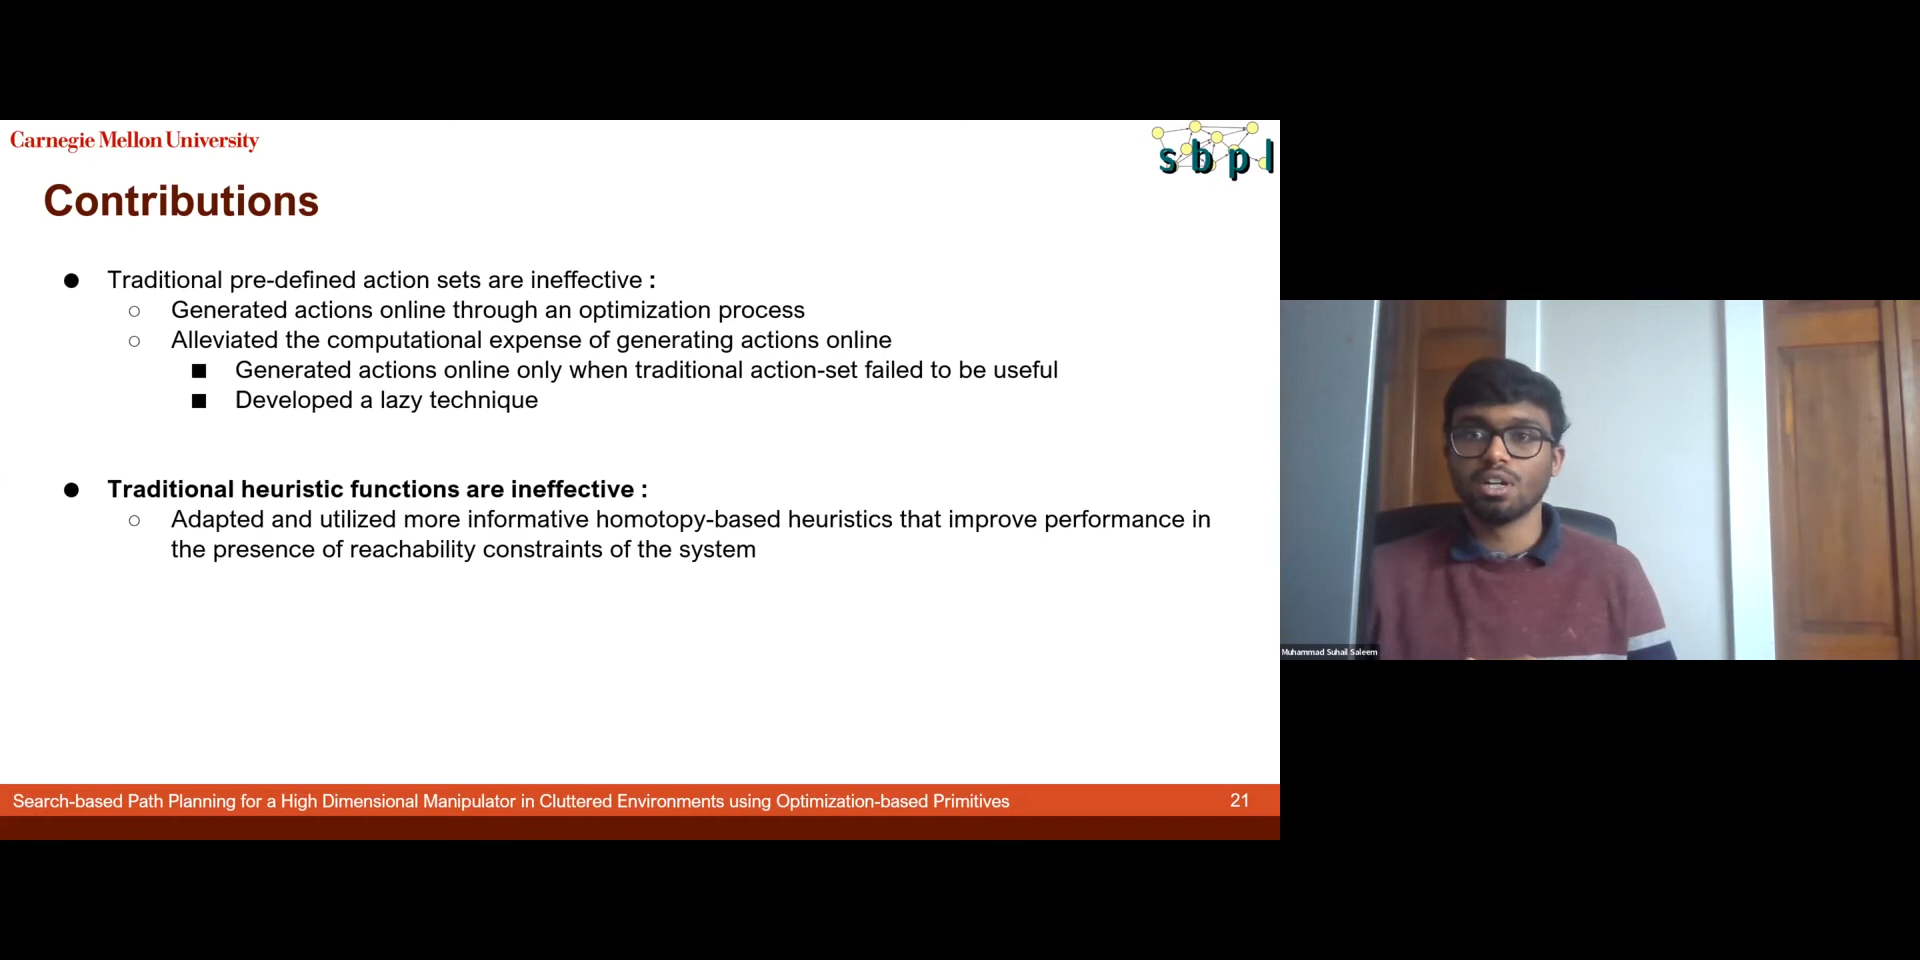 Carnegie Mellon University
sbpl
Contributions
● Traditional pre-defined action sets are ineffective :
○ Generated actions online through an optimization process
○ Alleviated the computational expense of generating actions online
■ Generated actions online only when traditional action-set failed to be useful
■ Developed a lazy technique
● Traditional heuristic functions are ineffective :
○ Adapted and utilized more informative homotopy-based heuristics that improve performance in
the presence of reachability constraints of the system
Muhammad Suhail Saleem
Search-based Path Planning for a High Dimensional Manipulator in Cluttered Environments using Optimization-based Primitives 21